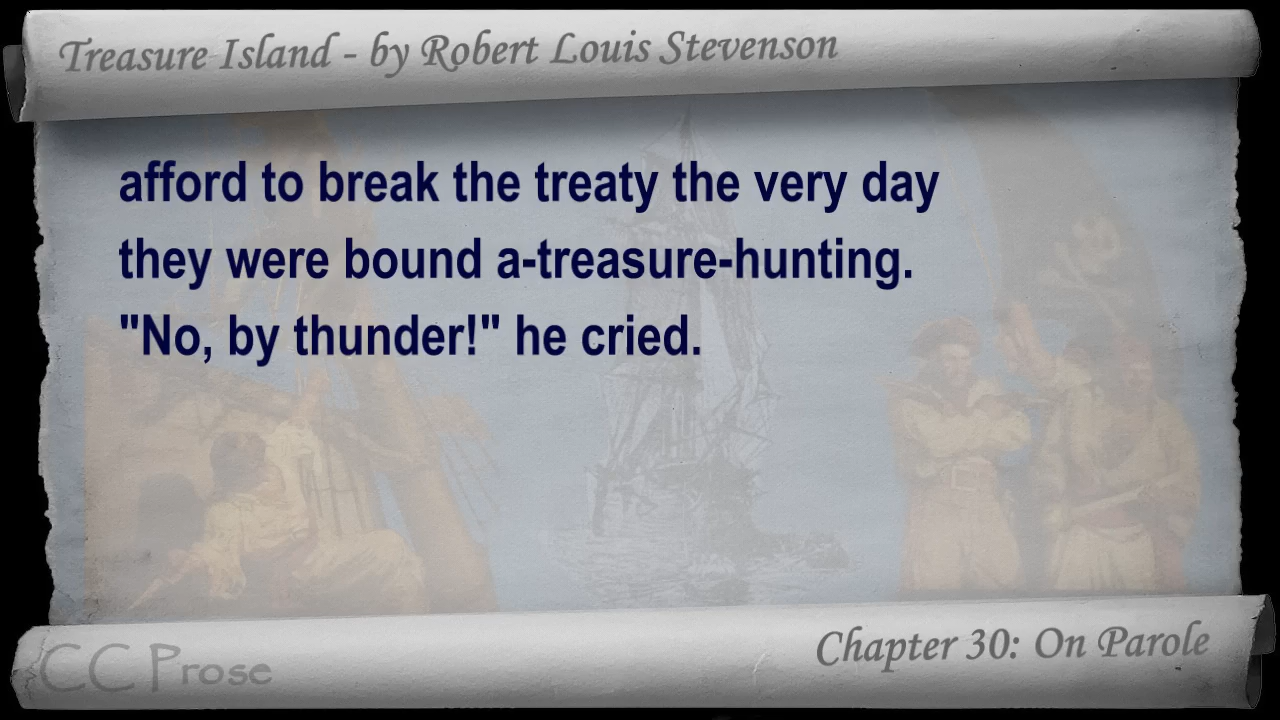 Treasure Island - by Robert Louis Stevenson
afford to break the treaty the very day
they were bound a-treasure-hunting.
"No, by thunder!" he cried.
Chapter 30: On Parole
CC Prose